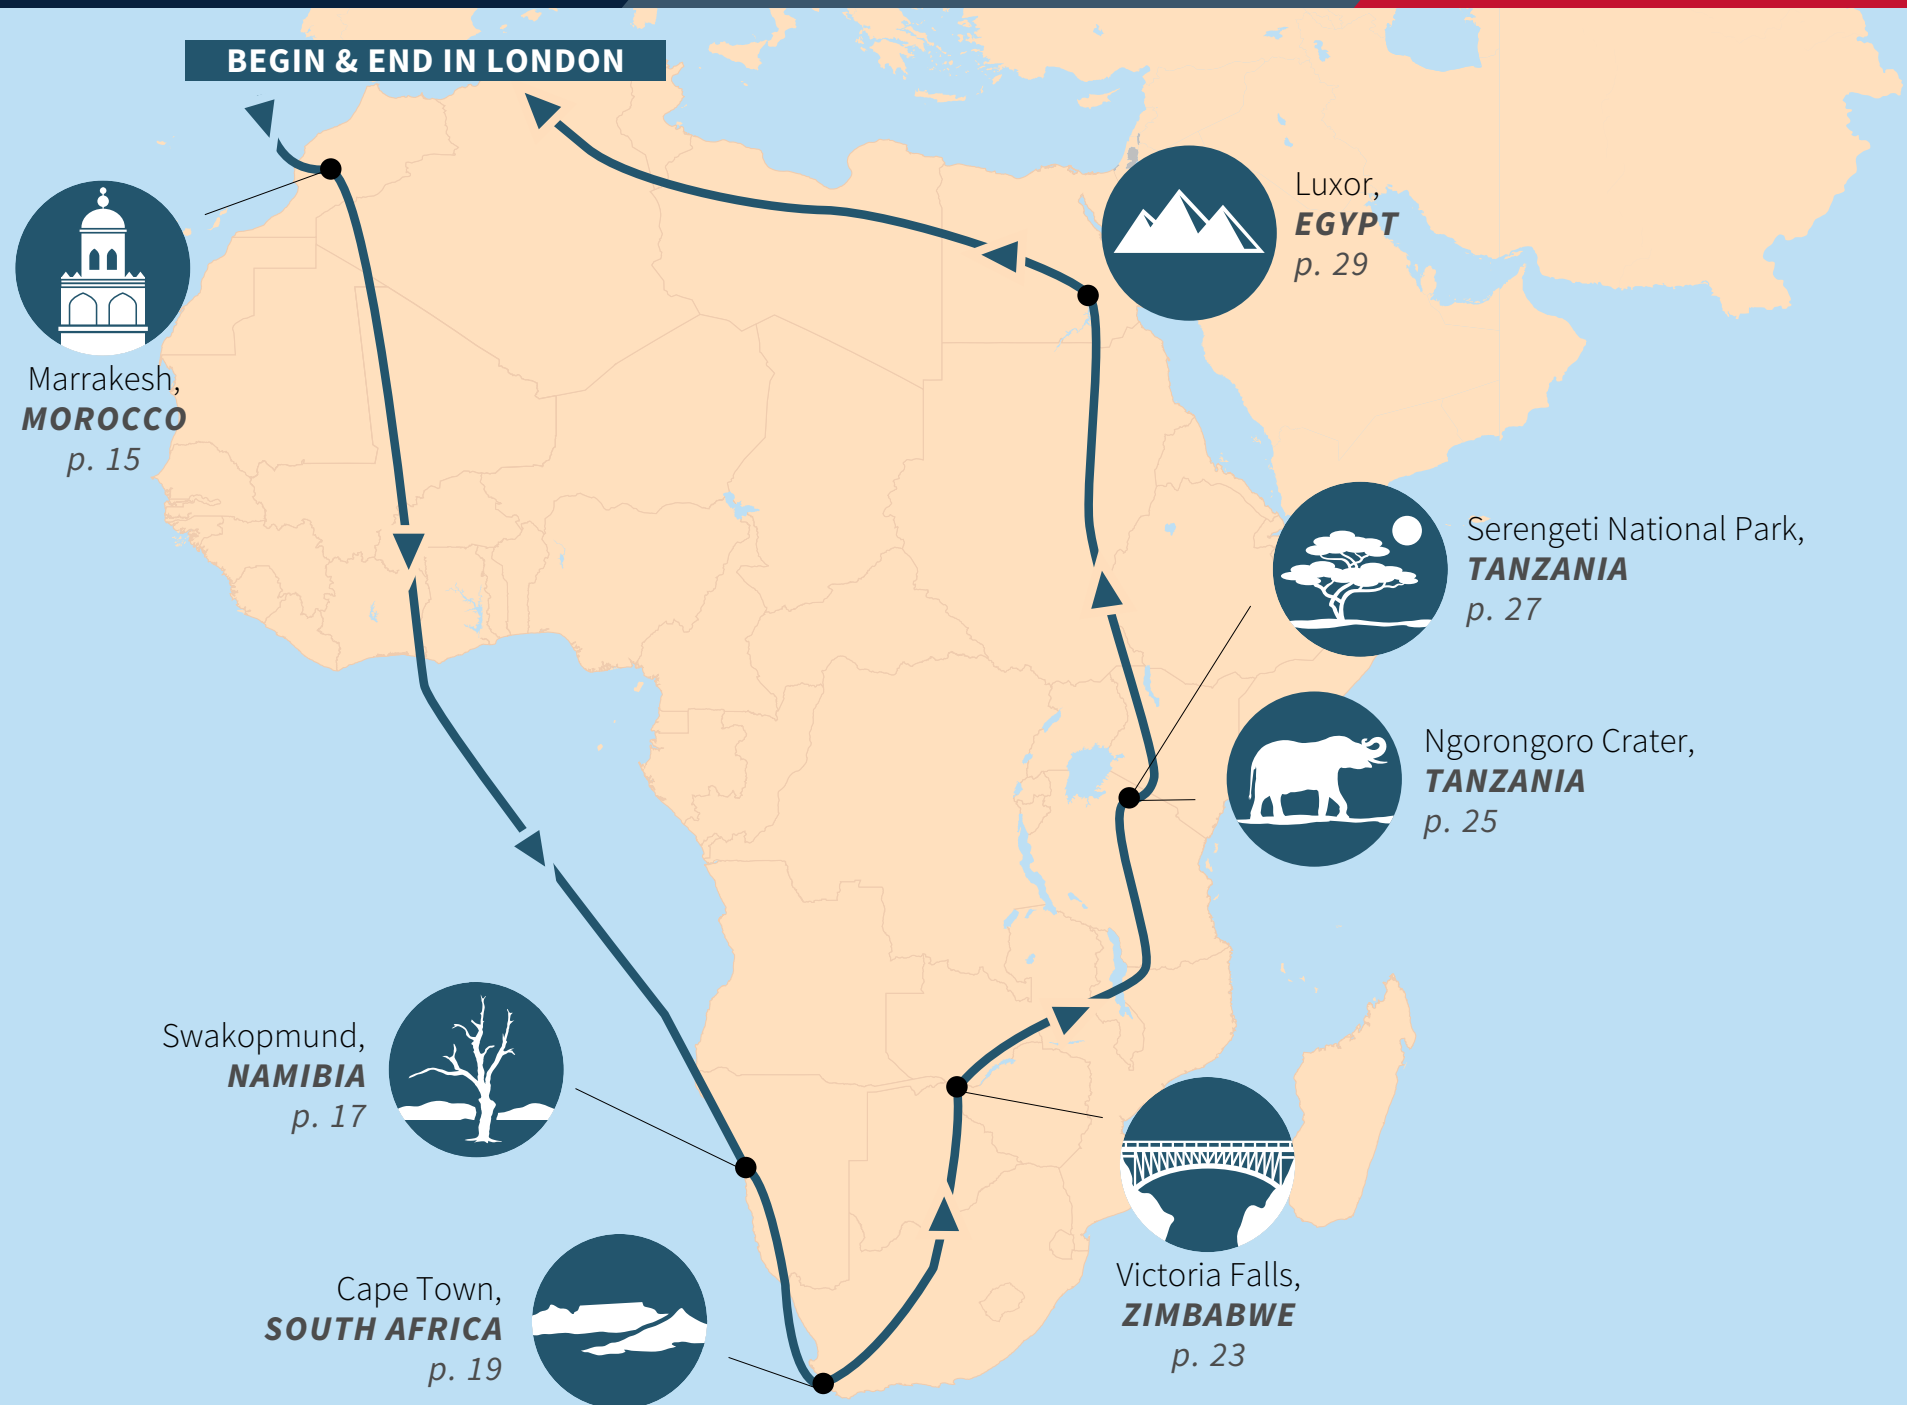 BEGIN & END IN LONDON
Marrakesh,
MOROCCO
p. 15
Luxor,
EGYPT
p. 29
Serengeti National Park,
TANZANIA
p. 27
Ngorongoro Crater,
TANZANIA
p. 25
Swakopmund,
NAMIBIA
p. 17
Cape Town,
SOUTH AFRICA
p. 19
Victoria Falls,
ZIMBABWE
p. 23